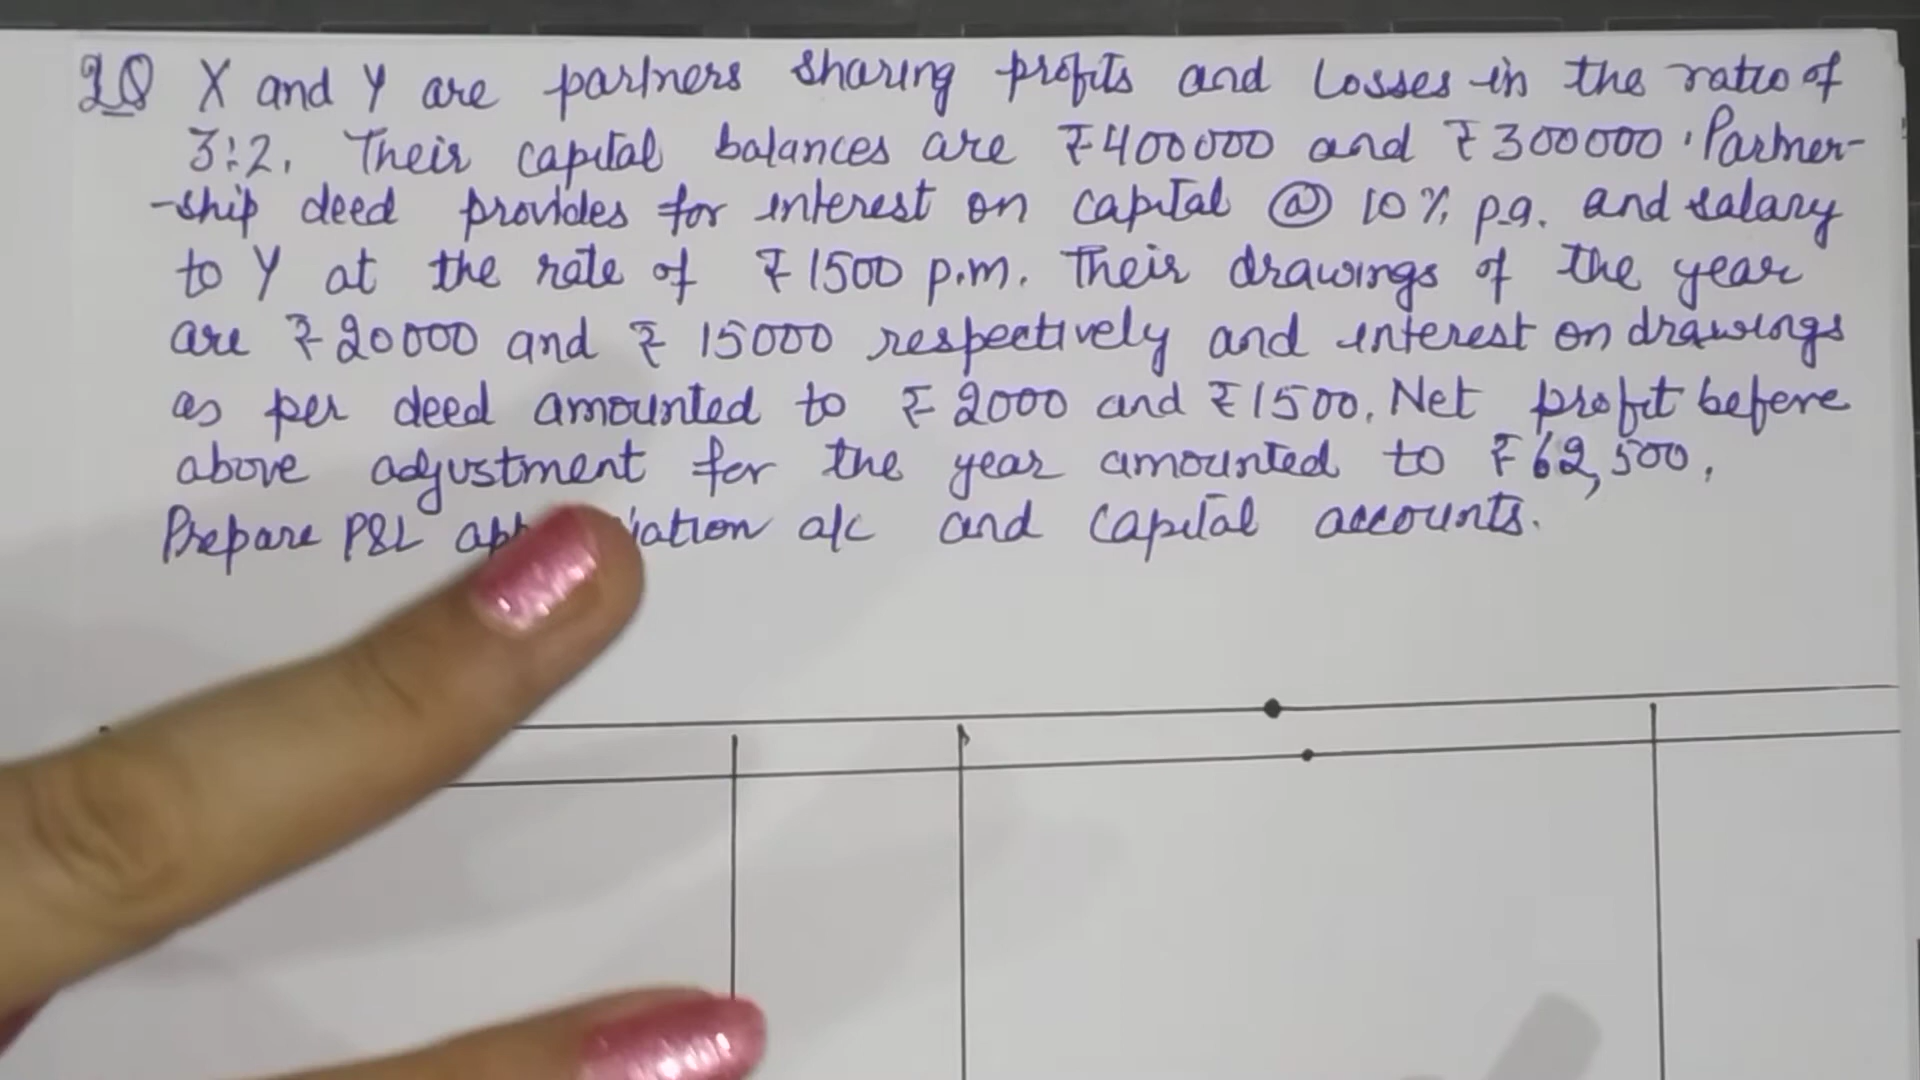 2Q X and Y are partners sharing profits and Losses in the ratio of
3:2. Their capital balances are ₹400000 and ₹300000. Partner-
-ship deed provides for interest on capital @ 10% p.a. and salary
to Y at the rate of ₹1500 p.m. Their drawings of the year
are ₹20000 and ₹ 15000 respectively and interest on drawings
as per deed amounted to ₹2000 and ₹1500. Net profit before
above adjustment for the year amounted to ₹62,500.
Prepare P&L a/c and capital accounts.